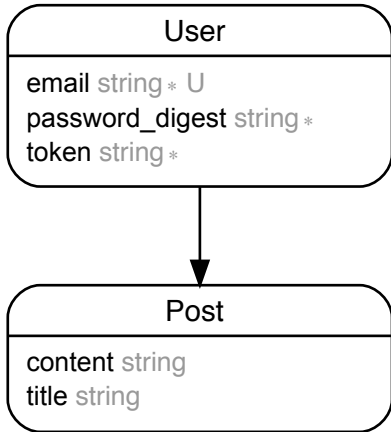 User
email string * U
password_digest string *
token string *
Post
content string
title string